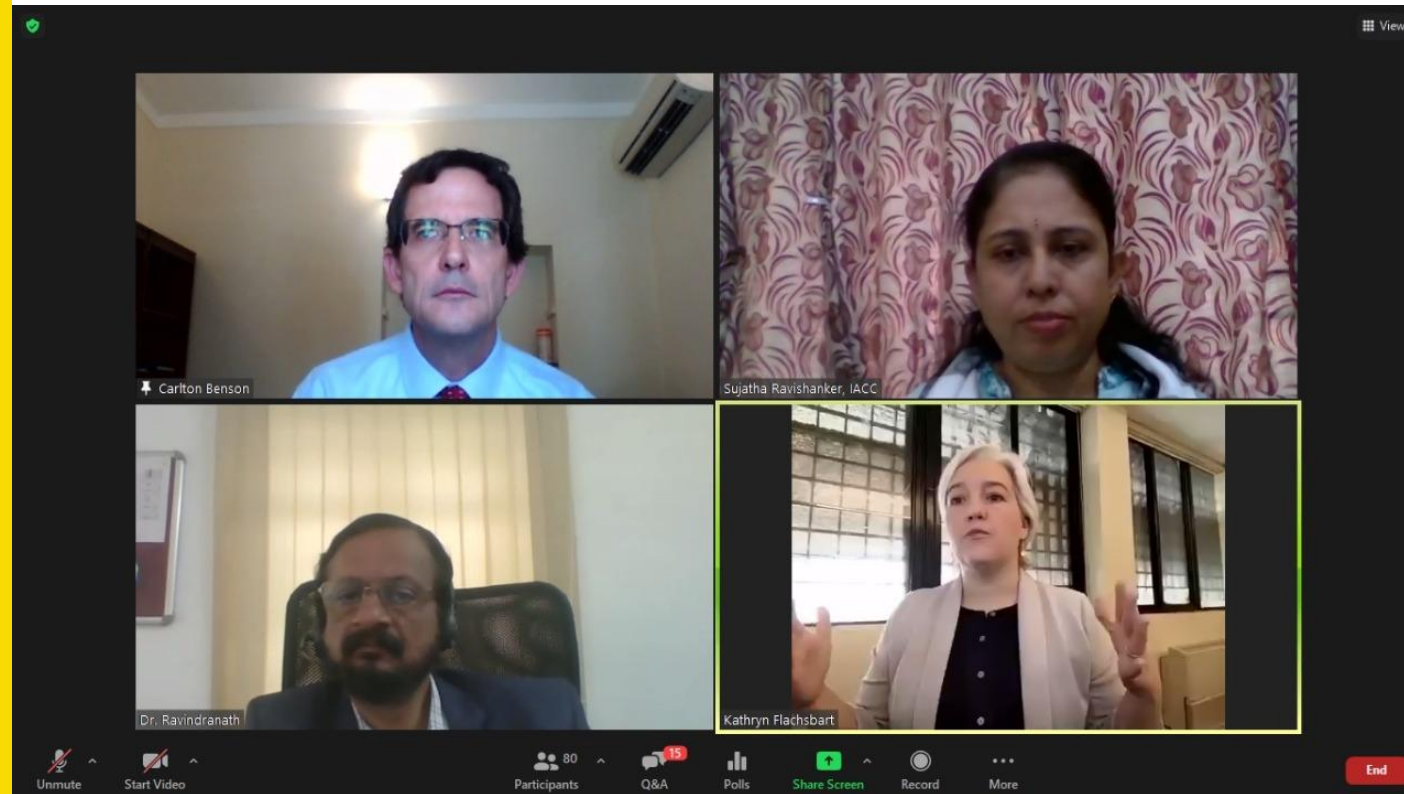 View
Carlton Benson
Sujatha Ravishanker, IACC
Dr. Ravindranath
Kathryn Flachsbart
Unmute
Start Video
80
Participants
15
Q&A
Polls
Share Screen
Record
More
End